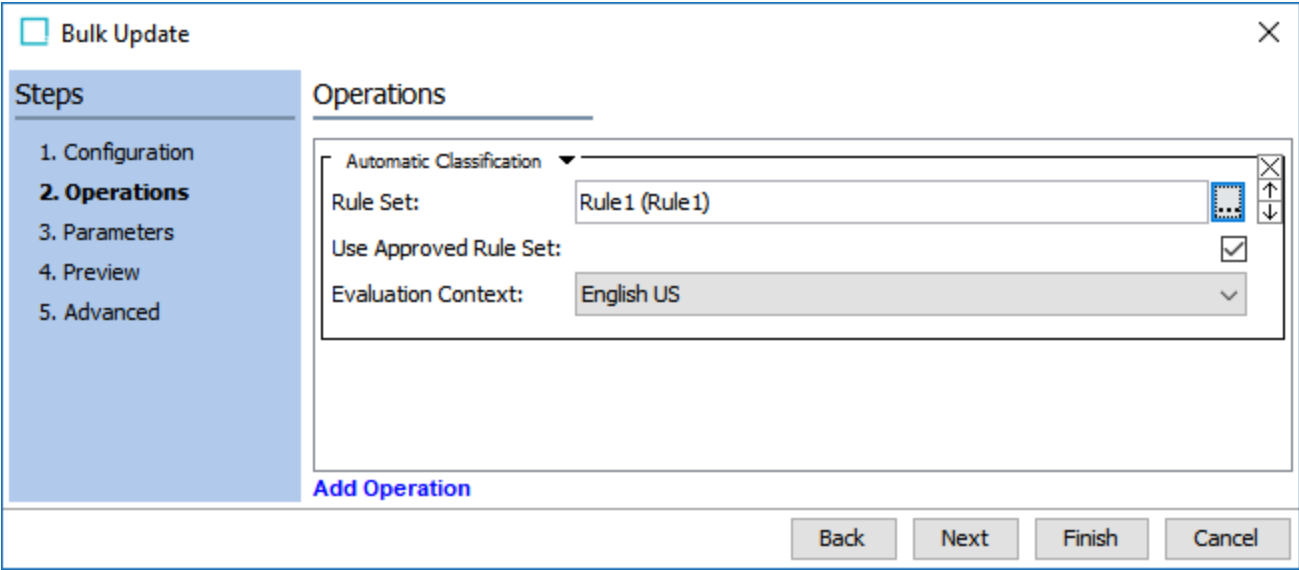 Bulk Update
Steps
1. Configuration
2. Operations
3. Parameters
4. Preview
5. Advanced
Operations
Automatic Classification
Rule Set: Rule1 (Rule1) ...
Use Approved Rule Set:
Evaluation Context: English US
Add Operation
Back Next Finish Cancel